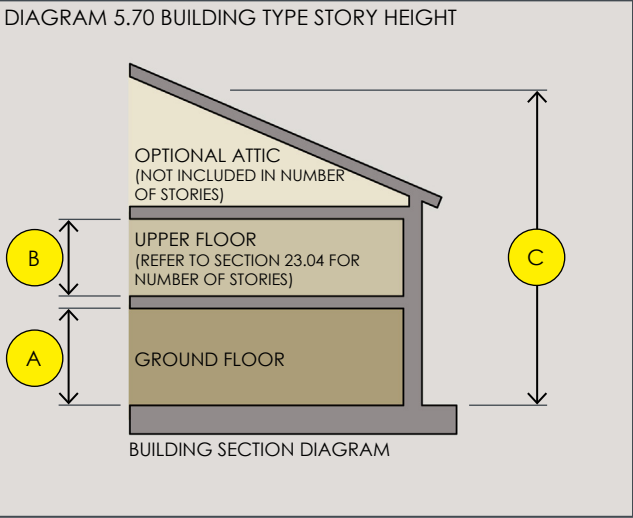 DIAGRAM 5.70 BUILDING TYPE STORY HEIGHT
OPTIONAL ATTIC
(NOT INCLUDED IN NUMBER
OF STORIES)
UPPER FLOOR
(REFER TO SECTION 23.04 FOR
NUMBER OF STORIES)
B
C
GROUND FLOOR
A
BUILDING SECTION DIAGRAM